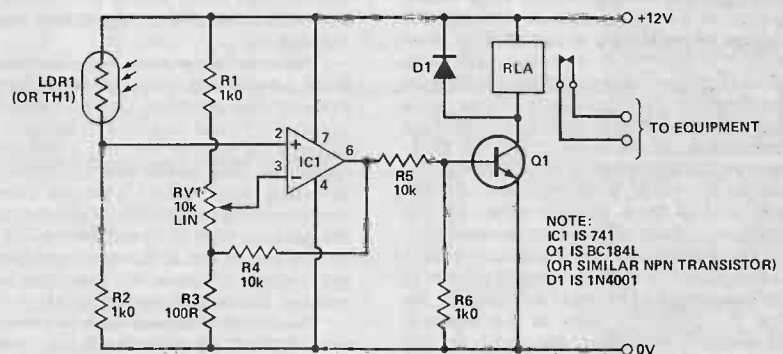 +12V
LDR1
(OR TH1)
R1
1k0
D1
RLA
TO EQUIPMENT
2
+
7
6
IC1
3
−
4
R5
10k
Q1
RV1
10k
LIN
R4
10k
NOTE:
IC1 IS 741
Q1 IS BC184L
(OR SIMILAR NPN TRANSISTOR)
D1 IS 1N4001
R2
1k0
R3
100R
R6
1k0
0V